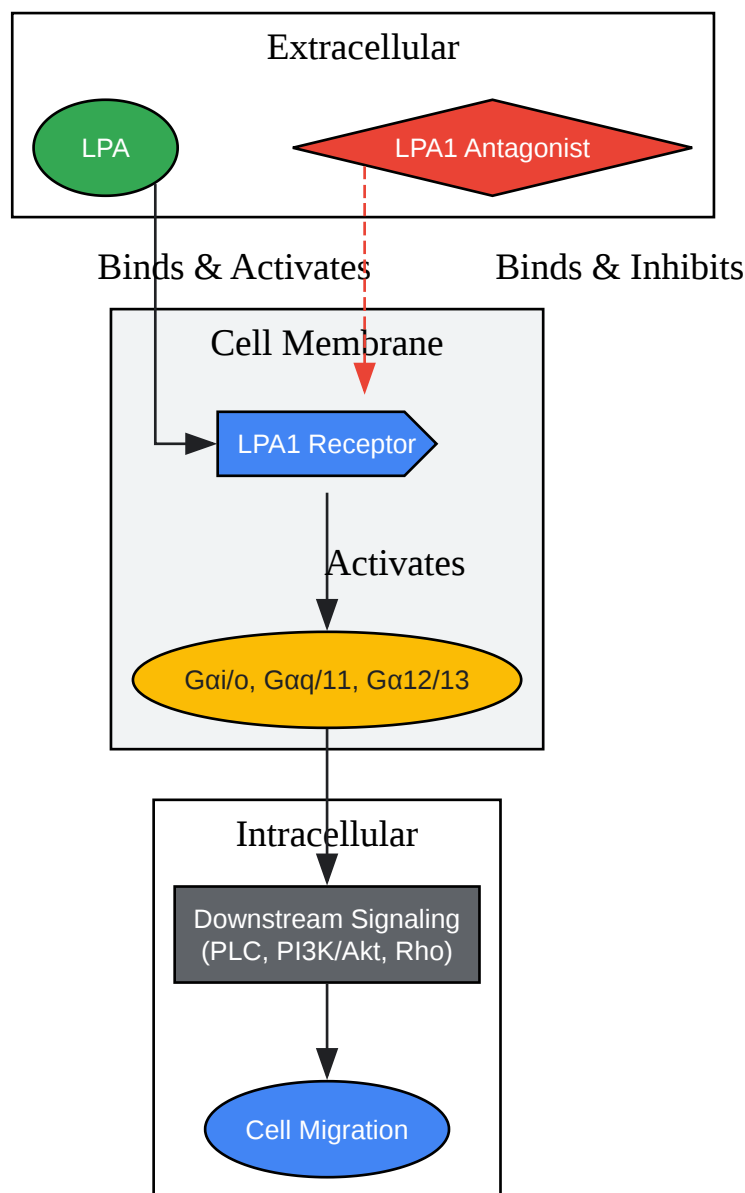 Extracellular
LPA
LPA1 Antagonist
Binds & Activates
Binds & Inhibits
Cell Membrane
LPA1 Receptor
Activates
Gαi/o, Gαq/11, Gα12/13
Intracellular
Downstream Signaling
(PLC, PI3K/Akt, Rho)
Cell Migration